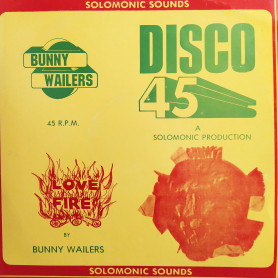 SOLOMONIC SOUNDS
BUNNY
WAILERS
DISCO
45
45 R.P.M.
A
SOLOMONIC PRODUCTION
LOVE
FIRE
BY
BUNNY WAILERS
SOLOMONIC SOUNDS